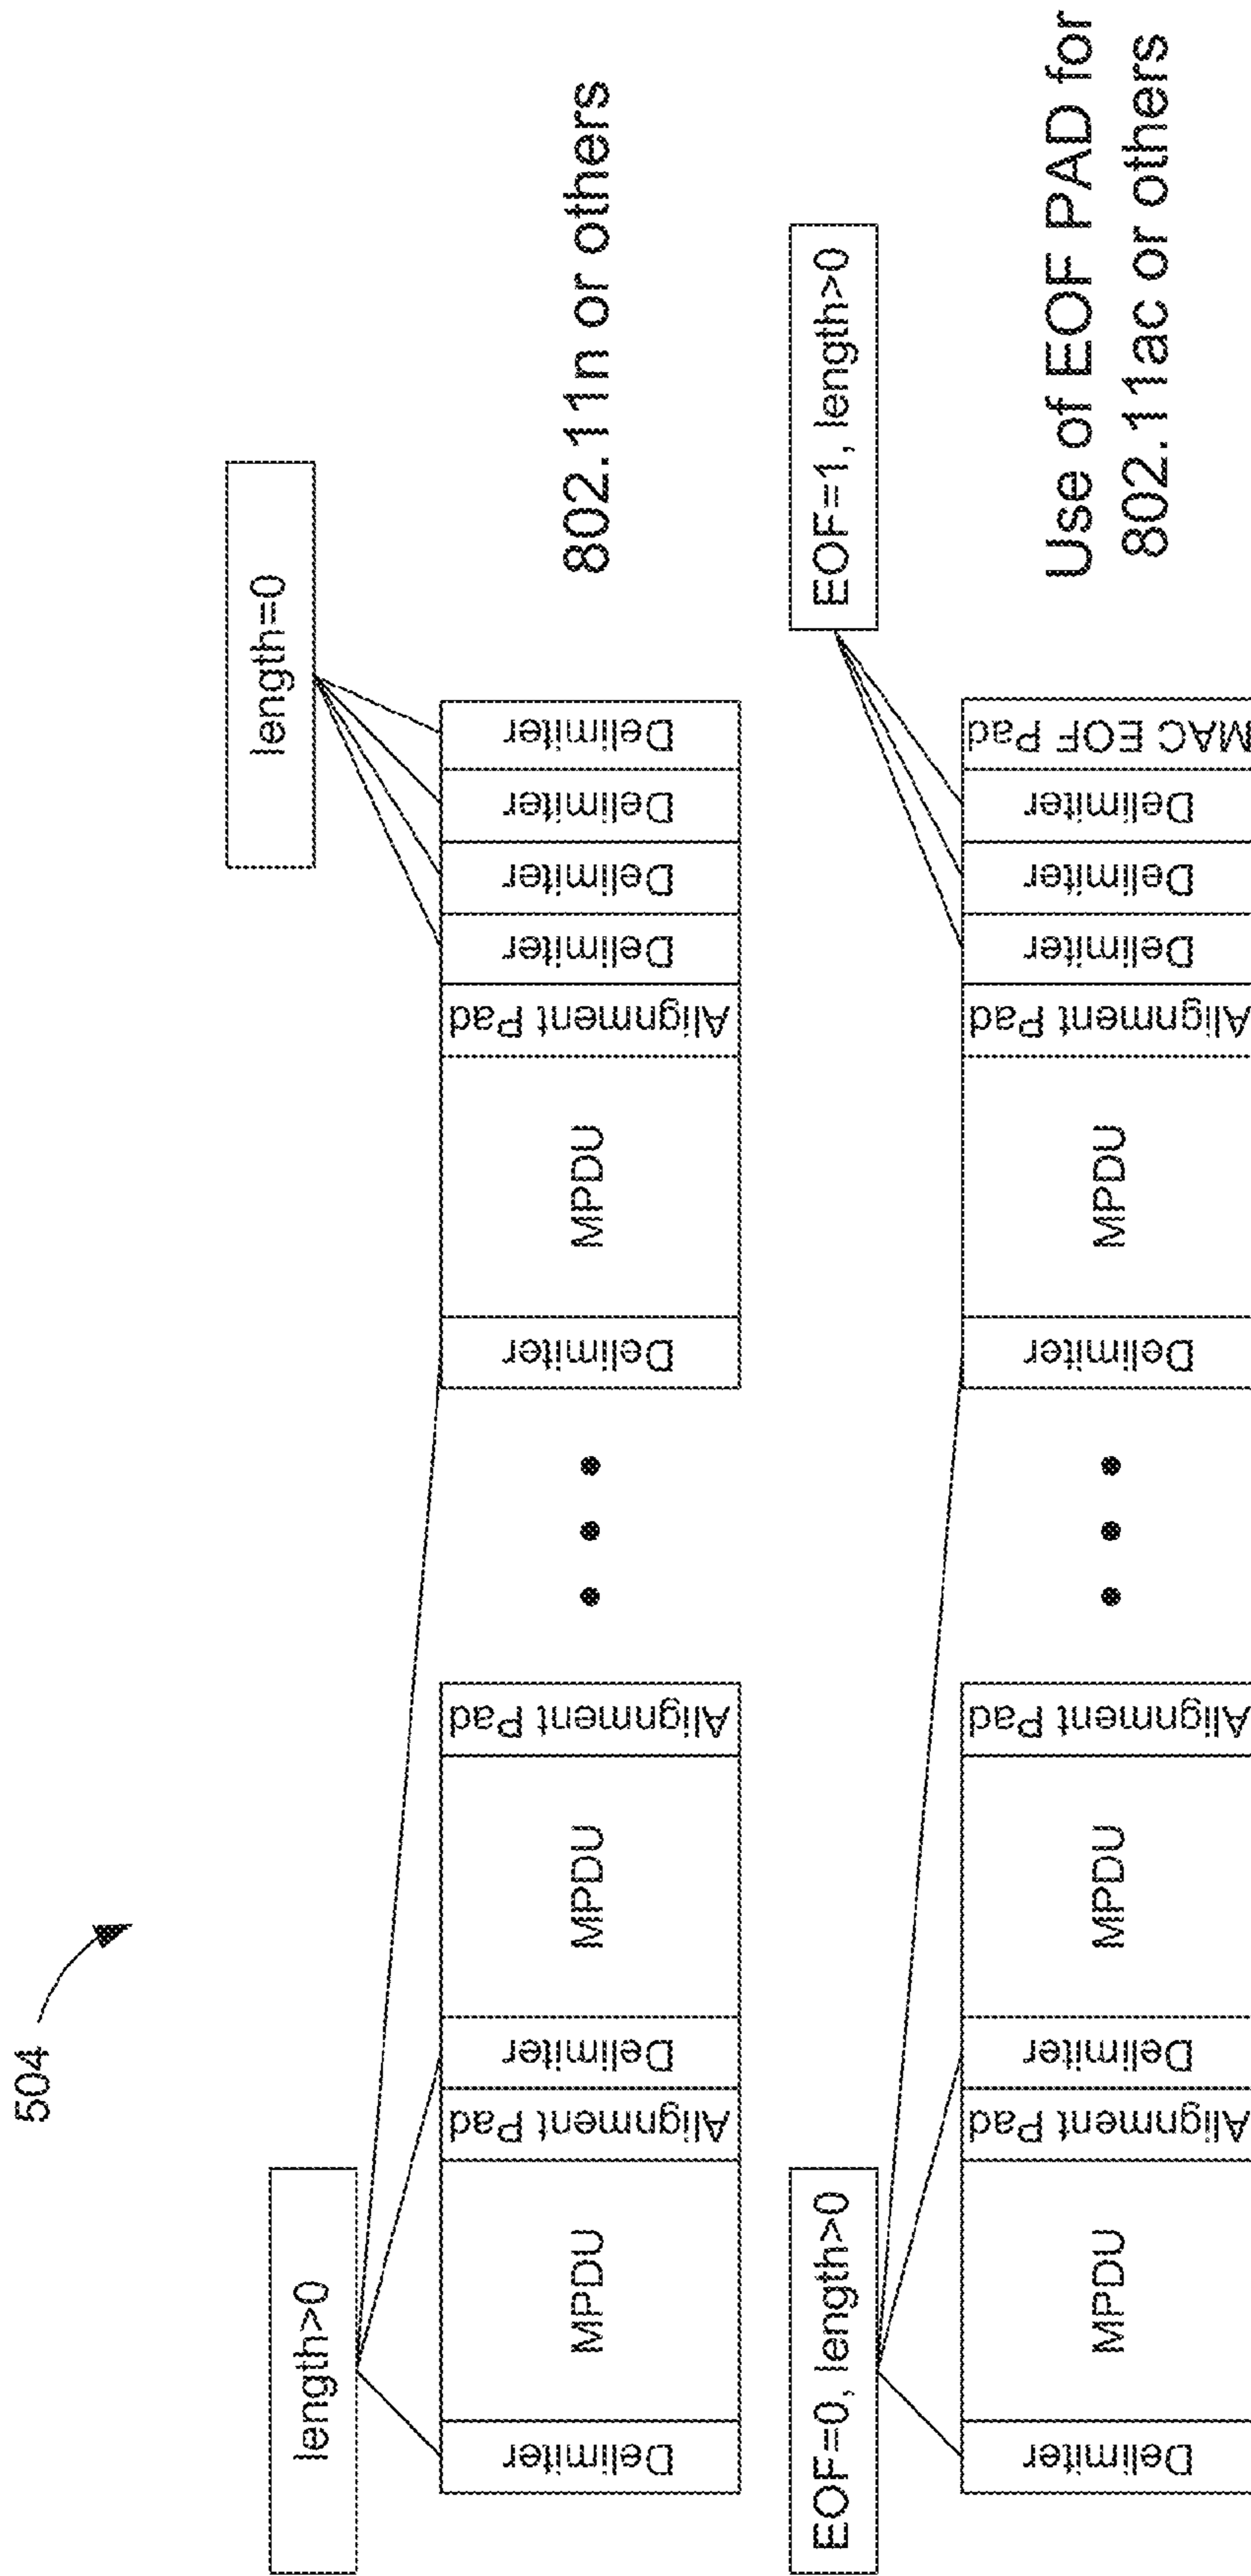 504
length>0
length=0
Delimiter
MPDU
Alignment Pad
Delimiter
MPDU
Alignment Pad
Delimiter
MPDU
Alignment Pad
Delimiter
Delimiter
Delimiter
Delimiter
802.11n or others
EOF=0, length>0
EOF=1, length>0
Delimiter
MPDU
Alignment Pad
Delimiter
MPDU
Alignment Pad
Delimiter
MPDU
Alignment Pad
Delimiter
Delimiter
Delimiter
MAC EOF Pad
Use of EOF PAD for
802.11ac or others